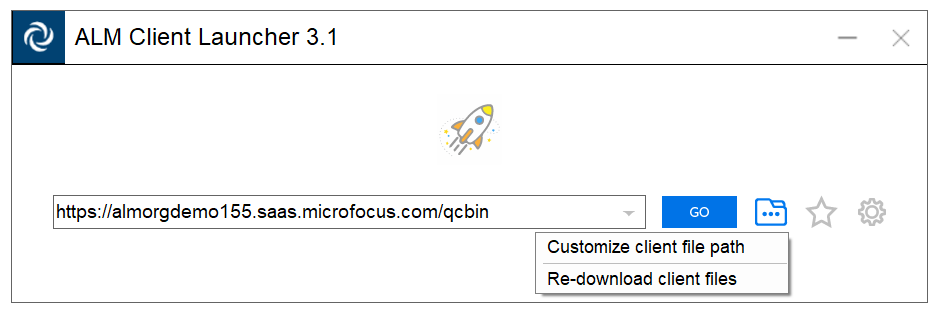 ALM Client Launcher 3.1
https://almorgdemo155.saas.microfocus.com/qcbin
GO
Customize client file path
Re-download client files